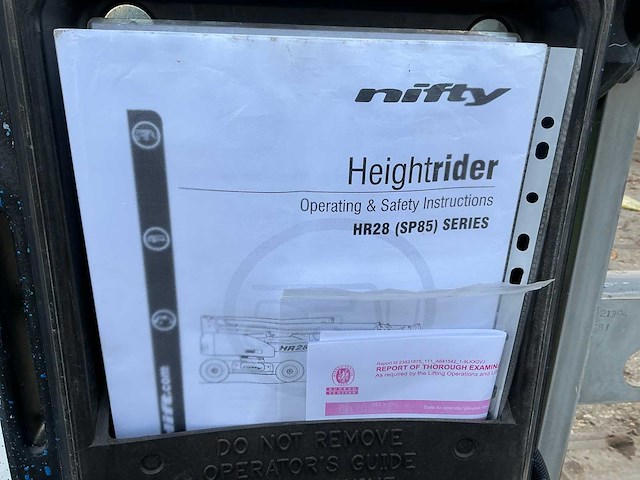 nifty
Heightrider
Operating & Safety Instructions
HR28 (SP85) SERIES
HR28
REPORT OF THOROUGH EXAMIN
As required by the Lifting Operations and
DO NOT REMOVE
OPERATOR'S GUIDE